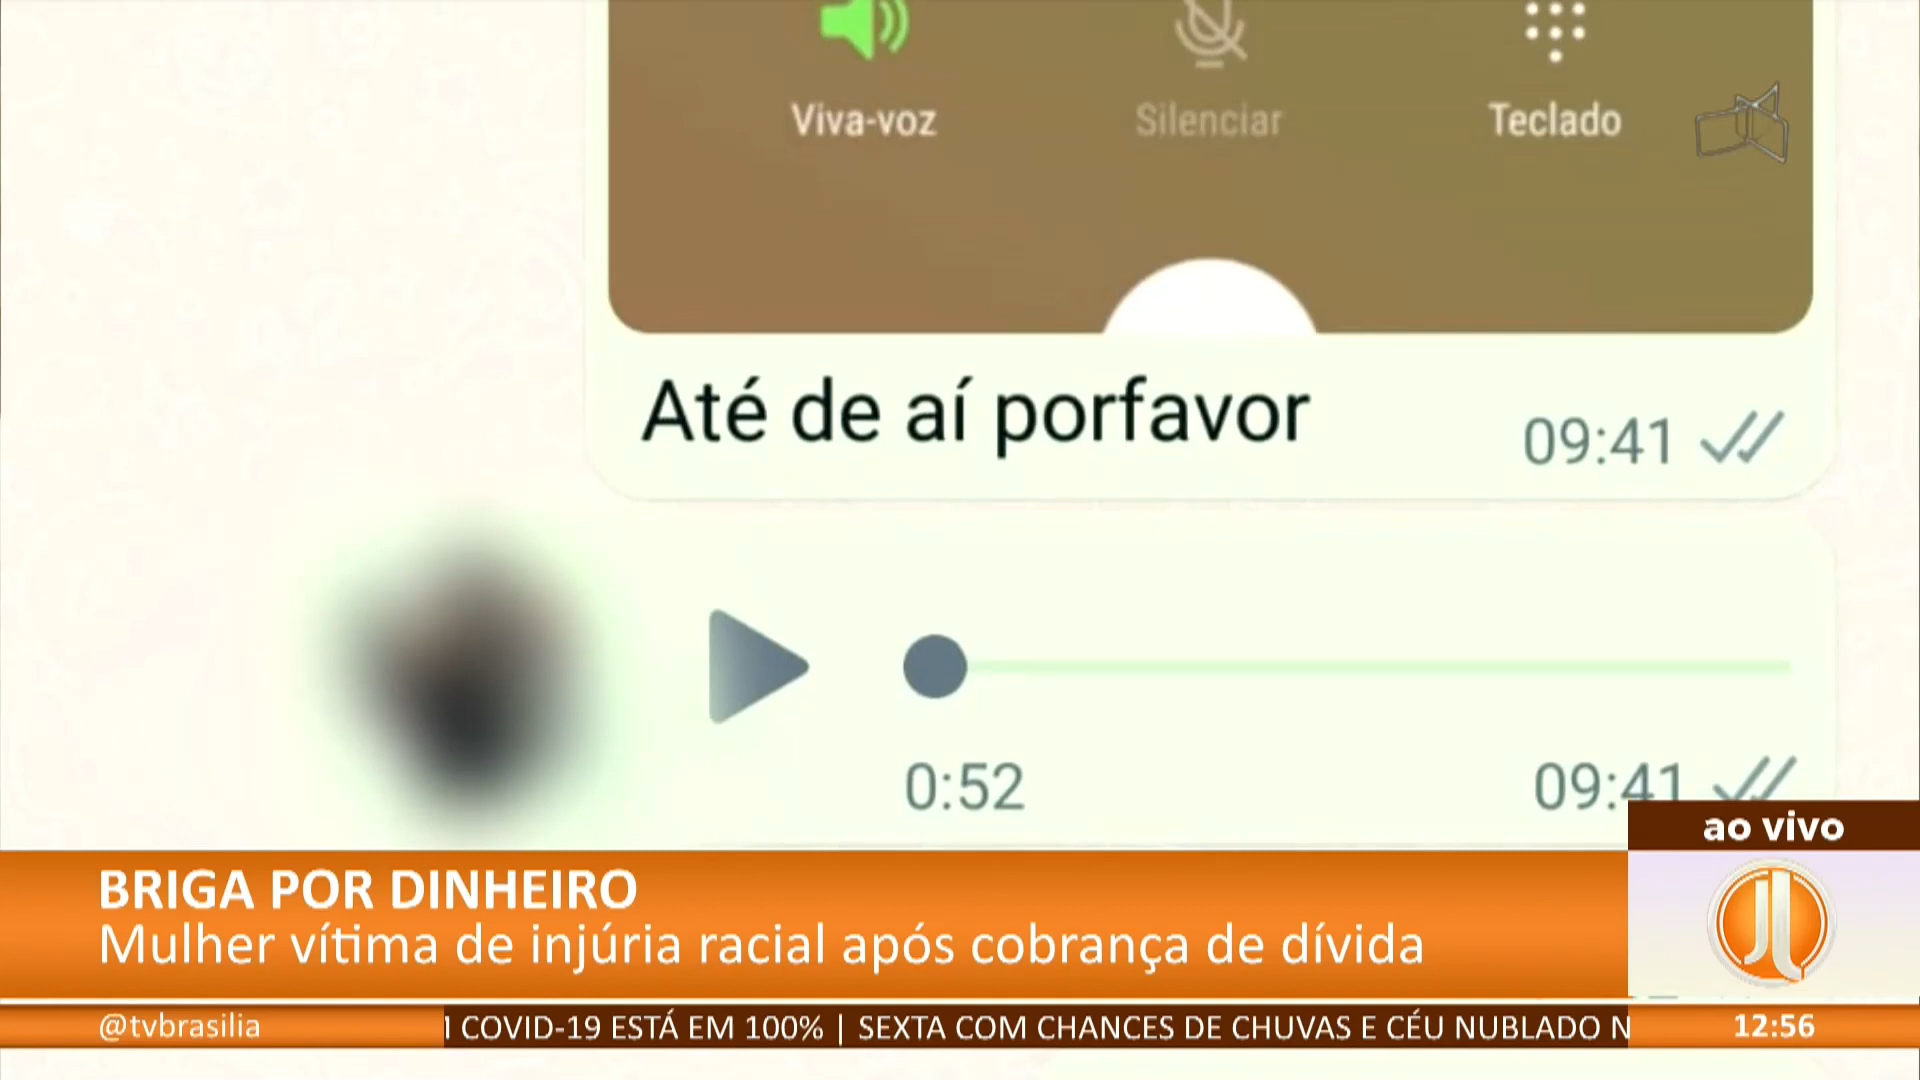 Viva-voz Silenciar Teclado
Até de aí porfavor
09:41
0:52 09:41
ao vivo
BRIGA POR DINHEIRO
Mulher vítima de injúria racial após cobrança de dívida
JL
@tvbrasilia COVID-19 ESTÁ EM 100% | SEXTA COM CHANCES DE CHUVAS E CÉU NUBLADO N 12:56